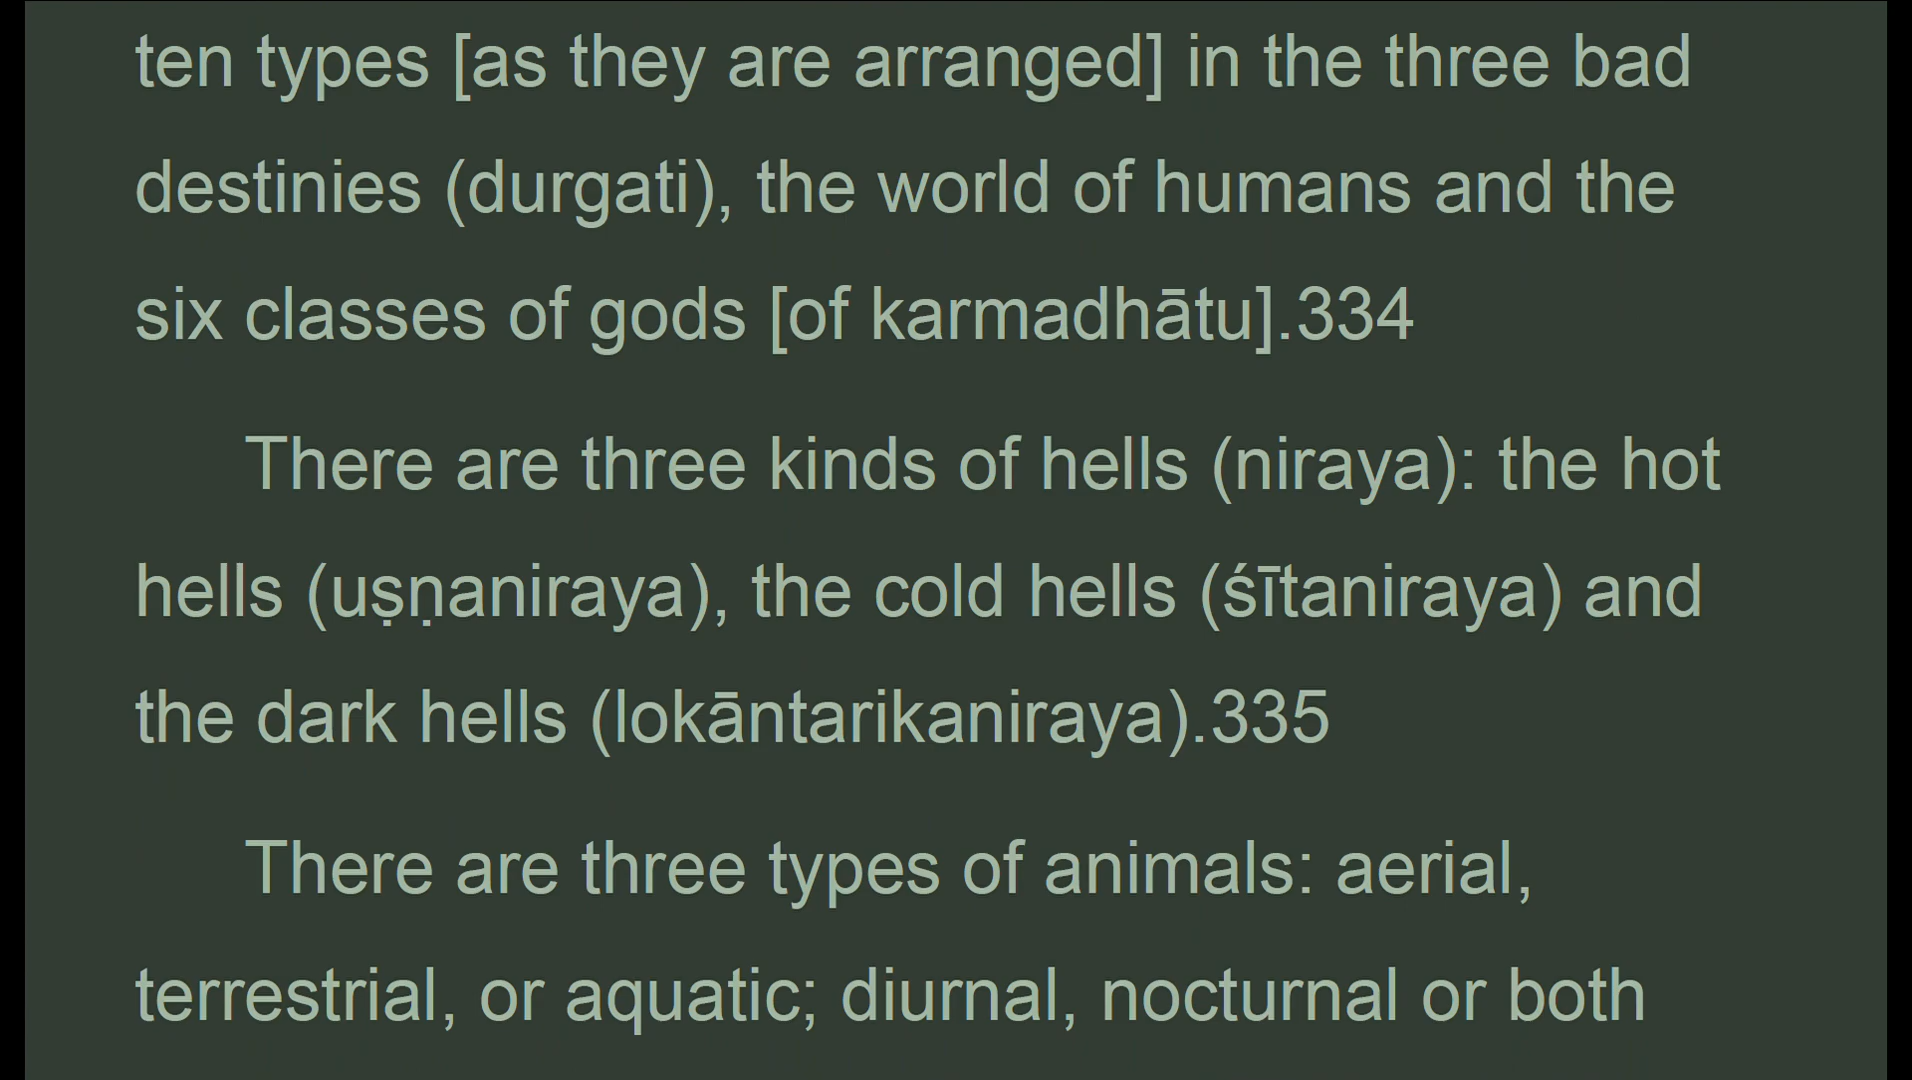 ten types [as they are arranged] in the three bad
destinies (durgati), the world of humans and the
six classes of gods [of karmadhātu].334
There are three kinds of hells (niraya): the hot
hells (uṣṇaniraya), the cold hells (śītaniraya) and
the dark hells (lokāntarikaniraya).335
There are three types of animals: aerial,
terrestrial, or aquatic; diurnal, nocturnal or both